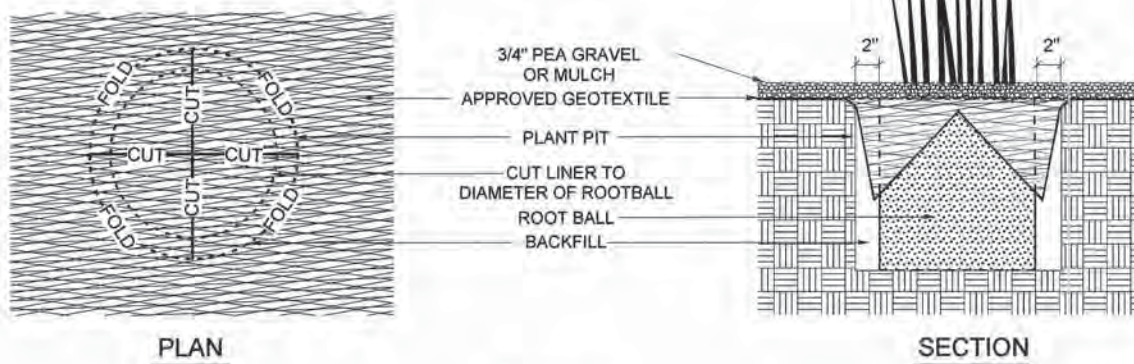 FOLD
FOLD
CUT
CUT
CUT
CUT
FOLD
FOLD
PLAN
3/4" PEA GRAVEL
OR MULCH
APPROVED GEOTEXTILE
PLANT PIT
CUT LINER TO
DIAMETER OF ROOTBALL
ROOT BALL
BACKFILL
2"
2"
SECTION